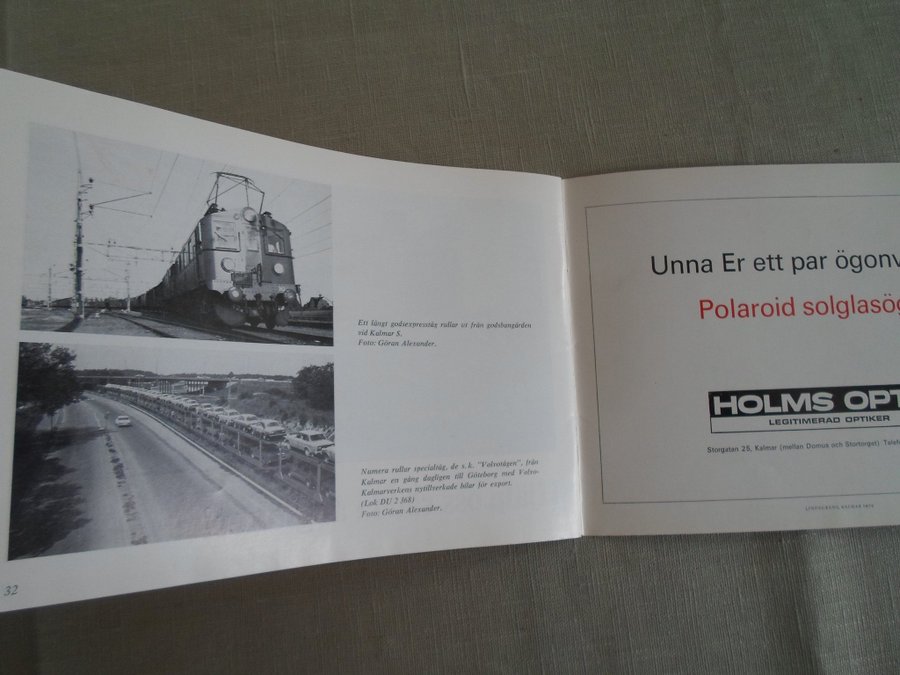 Ett långt godsexpresståg rullar ut från godsbangården
vid Kalmar S.
Foto: Göran Alexander.
Numera rullar specialtåg, de s. k. "Volvotågen", från
Kalmar en gång dagligen till Göteborg med Volvo-
Kalmarverkens nytillverkade bilar för export.
(Lok DU 2 368)
Foto: Göran Alexander.
32
Unna Er ett par ögonv
Polaroid solglasög
HOLMS OPT
LEGITIMERAD OPTIKER
Storgatan 25, Kalmar (mellan Domus och Stortorget) Telef